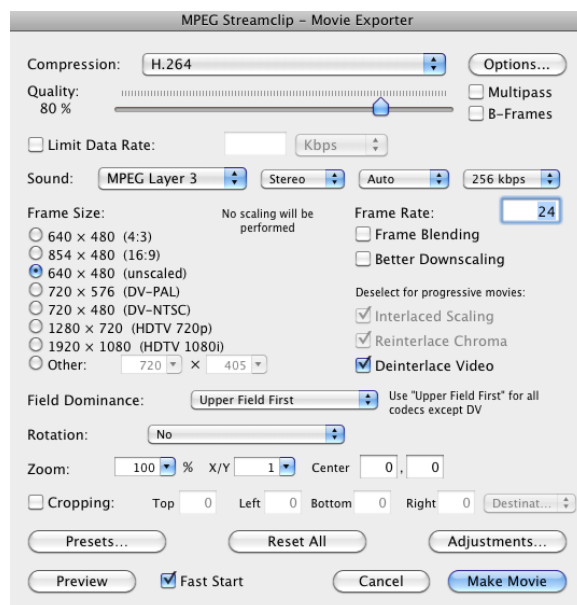 MPEG Streamclip – Movie Exporter
Compression: H.264 Options...
Quality: Multipass
80 % B-Frames
Limit Data Rate: Kbps
Sound: MPEG Layer 3 Stereo Auto 256 kbps
Frame Size: No scaling will be performed Frame Rate: 24
640 × 480 (4:3) Frame Blending
854 × 480 (16:9) Better Downscaling
640 × 480 (unscaled)
720 × 576 (DV-PAL) Deselect for progressive movies:
720 × 480 (DV-NTSC) Interlaced Scaling
1280 × 720 (HDTV 720p) Reinterlace Chroma
1920 × 1080 (HDTV 1080i)
Other: 720 × 405 Deinterlace Video
Field Dominance: Upper Field First Use "Upper Field First" for all codecs except DV
Rotation: No
Zoom: 100 % X/Y 1 Center 0 , 0
Cropping: Top 0 Left 0 Bottom 0 Right 0 Destinat...
Presets... Reset All Adjustments...
Preview Fast Start Cancel Make Movie